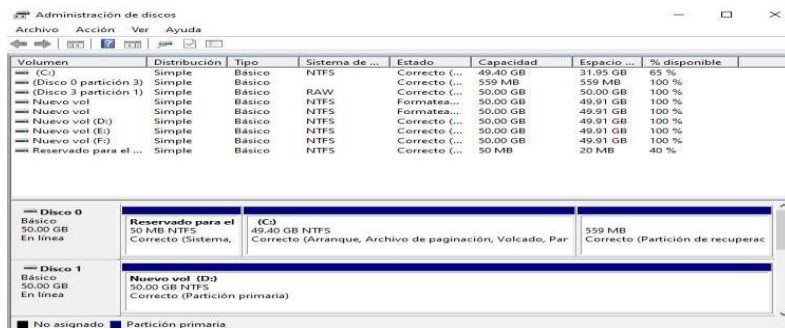 Administración de discos
Archivo Acción Ver Ayuda
Volumen Distribución Tipo Sistema de ... Estado Capacidad Espacio ... % disponible
(C:) Simple Básico NTFS Correcto (... 49.40 GB 31.95 GB 65 %
(Disco 0 partición 3) Simple Básico Correcto (... 559 MB 559 MB 100 %
(Disco 3 partición 1) Simple Básico RAW Correcto (... 50.00 GB 50.00 GB 100 %
Nuevo vol Simple Básico NTFS Formatea... 50.00 GB 49.91 GB 100 %
Nuevo vol Simple Básico NTFS Formatea... 50.00 GB 49.91 GB 100 %
Nuevo vol (D:) Simple Básico NTFS Correcto (... 50.00 GB 49.91 GB 100 %
Nuevo vol (E:) Simple Básico NTFS Correcto (... 50.00 GB 49.91 GB 100 %
Nuevo vol (F:) Simple Básico NTFS Correcto (... 50.00 GB 49.91 GB 100 %
Reservado para el ... Simple Básico NTFS Correcto (... 50 MB 20 MB 40 %
Disco 0
Básico
50.00 GB
En línea
Reservado para el
50 MB NTFS
Correcto (Sistema,
(C:)
49.40 GB NTFS
Correcto (Arranque, Archivo de paginación, Volcado, Par
559 MB
Correcto (Partición de recuperac
Disco 1
Básico
50.00 GB
En línea
Nuevo vol (D:)
50.00 GB NTFS
Correcto (Partición primaria)
No asignado Partición primaria